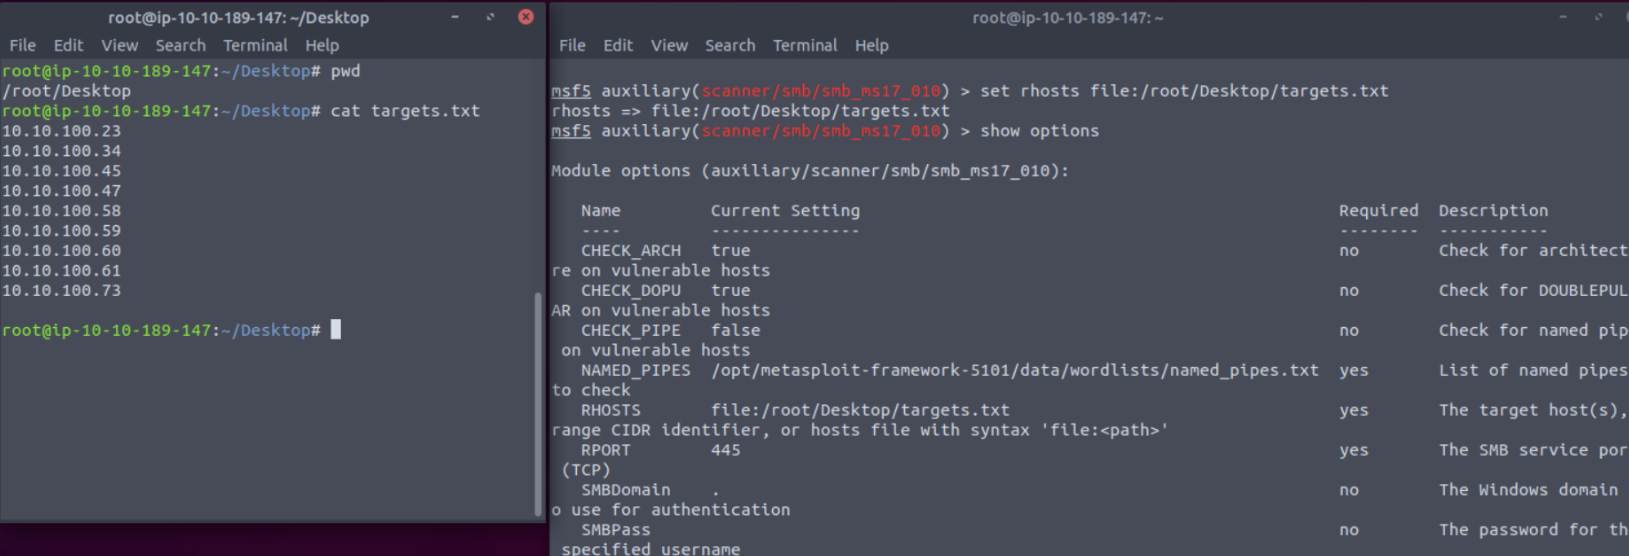 root@ip-10-10-189-147: ~/Desktop
File Edit View Search Terminal Help
root@ip-10-10-189-147:~/Desktop# pwd
/root/Desktop
root@ip-10-10-189-147:~/Desktop# cat targets.txt
10.10.100.23
10.10.100.34
10.10.100.45
10.10.100.47
10.10.100.58
10.10.100.59
10.10.100.60
10.10.100.61
10.10.100.73
root@ip-10-10-189-147:~/Desktop#
root@ip-10-10-189-147: ~
File Edit View Search Terminal Help
msf5 auxiliary(scanner/smb/smb_ms17_010) > set rhosts file:/root/Desktop/targets.txt
rhosts => file:/root/Desktop/targets.txt
msf5 auxiliary(scanner/smb/smb_ms17_010) > show options
Module options (auxiliary/scanner/smb/smb_ms17_010):
Name Current Setting Required Description
---- --------------- -------- -----------
CHECK_ARCH true no Check for architect
re on vulnerable hosts
CHECK_DOPU true no Check for DOUBLEPUL
AR on vulnerable hosts
CHECK_PIPE false no Check for named pip
on vulnerable hosts
NAMED_PIPES /opt/metasploit-framework-5101/data/wordlists/named_pipes.txt yes List of named pipes
to check
RHOSTS file:/root/Desktop/targets.txt yes The target host(s),
range CIDR identifier, or hosts file with syntax 'file:<path>'
RPORT 445 yes The SMB service por
(TCP)
SMBDomain . no The Windows domain
o use for authentication
SMBPass no The password for th
specified username